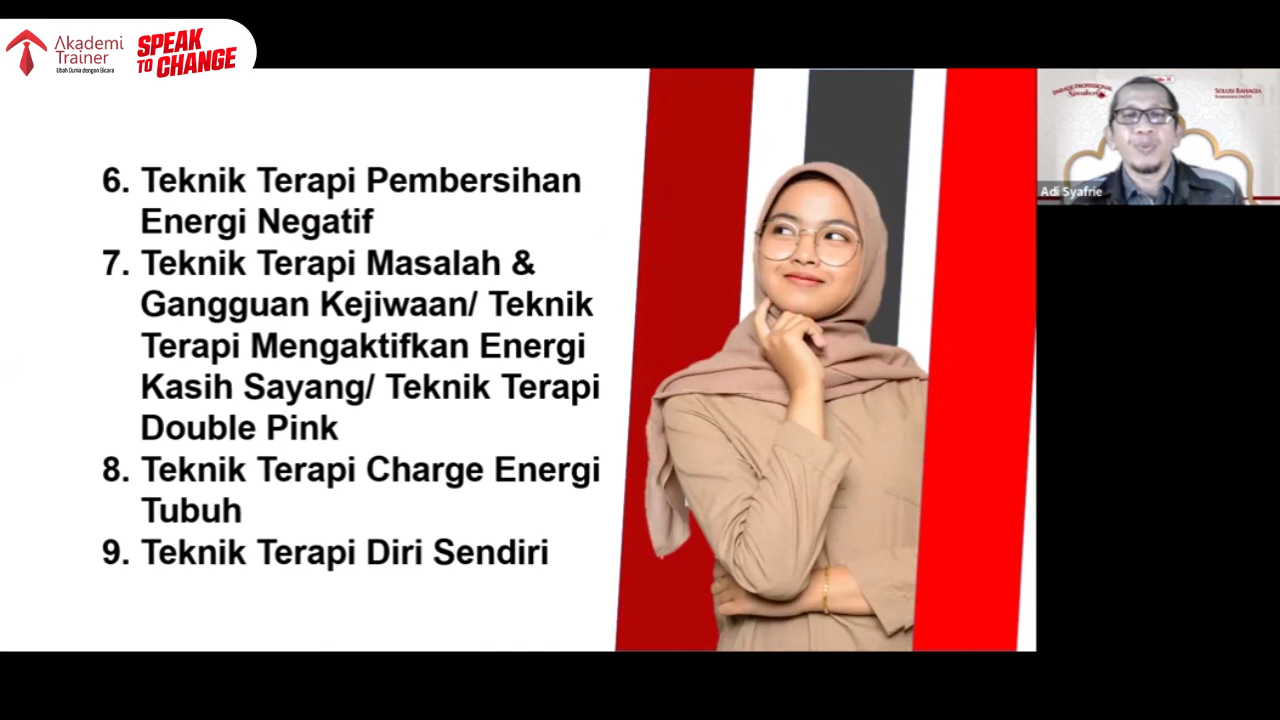 Akademi
Trainer
Ubah Dunia dengan Bicara
SPEAK
TO CHANGE
6. Teknik Terapi Pembersihan
Energi Negatif
7. Teknik Terapi Masalah &
Gangguan Kejiwaan/ Teknik
Terapi Mengaktifkan Energi
Kasih Sayang/ Teknik Terapi
Double Pink
8. Teknik Terapi Charge Energi
Tubuh
9. Teknik Terapi Diri Sendiri
SOLUSI BAHAGIA
Adi Syafrie